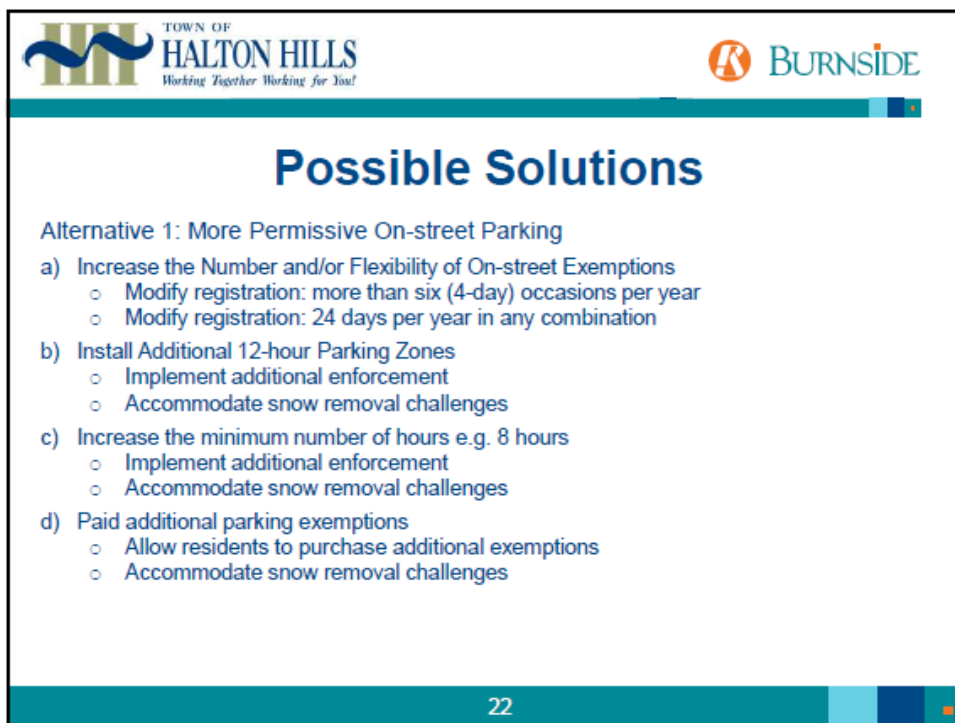 TOWN OF
HALTON HILLS
Working Together Working for You!
BURNSIDE
Possible Solutions
Alternative 1: More Permissive On-street Parking
a) Increase the Number and/or Flexibility of On-street Exemptions
o Modify registration: more than six (4-day) occasions per year
o Modify registration: 24 days per year in any combination
b) Install Additional 12-hour Parking Zones
o Implement additional enforcement
o Accommodate snow removal challenges
c) Increase the minimum number of hours e.g. 8 hours
o Implement additional enforcement
o Accommodate snow removal challenges
d) Paid additional parking exemptions
o Allow residents to purchase additional exemptions
o Accommodate snow removal challenges
22